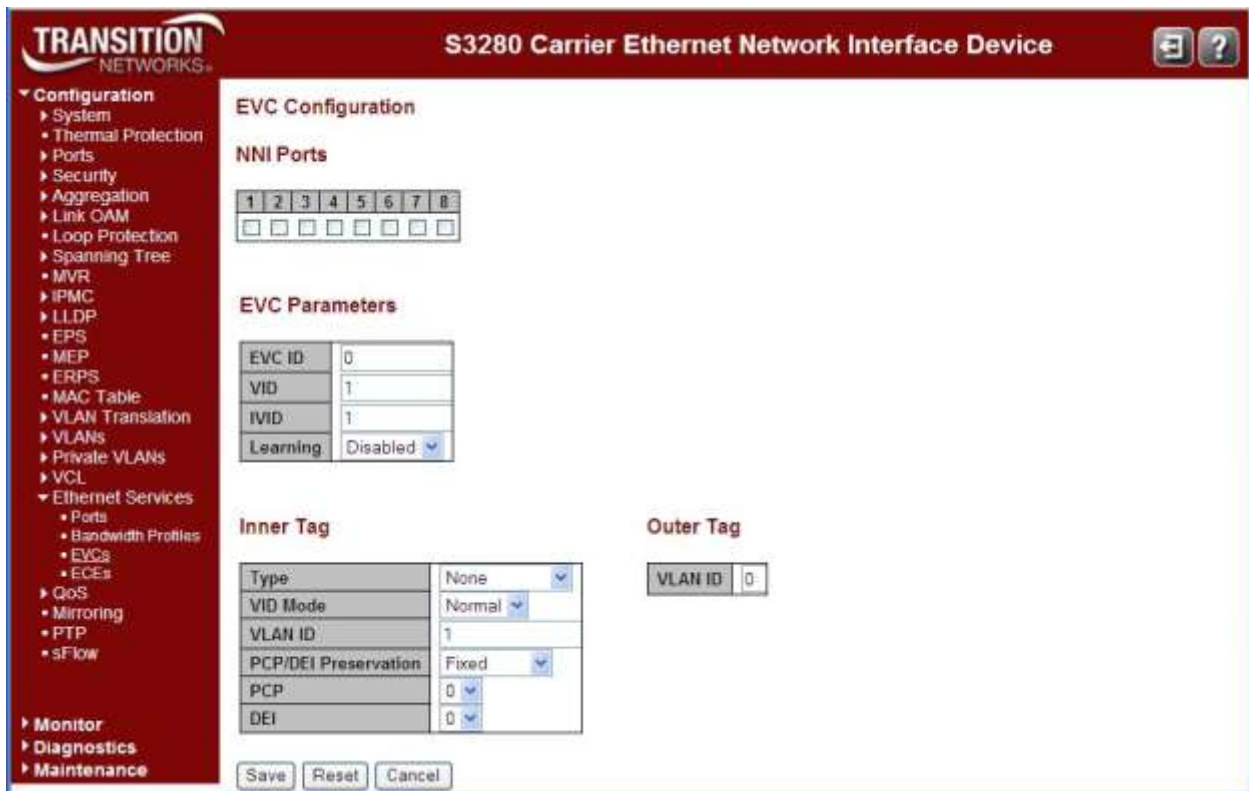 TRANSITION
NETWORKS®
S3280 Carrier Ethernet Network Interface Device
?
Configuration
System
Thermal Protection
Ports
Security
Aggregation
Link OAM
Loop Protection
Spanning Tree
MVR
IPMC
LLDP
EPS
MEP
ERPS
MAC Table
VLAN Translation
VLANs
Private VLANs
VCL
Ethernet Services
Ports
Bandwidth Profiles
EVCs
ECEs
QoS
Mirroring
PTP
sFlow
Monitor
Diagnostics
Maintenance
EVC Configuration
NNI Ports
1 2 3 4 5 6 7 8
EVC Parameters
EVC ID 0
VID 1
IVID 1
Learning Disabled
Inner Tag
Type None
VID Mode Normal
VLAN ID 1
PCP/DEI Preservation Fixed
PCP 0
DEI 0
Outer Tag
VLAN ID 0
Save Reset Cancel